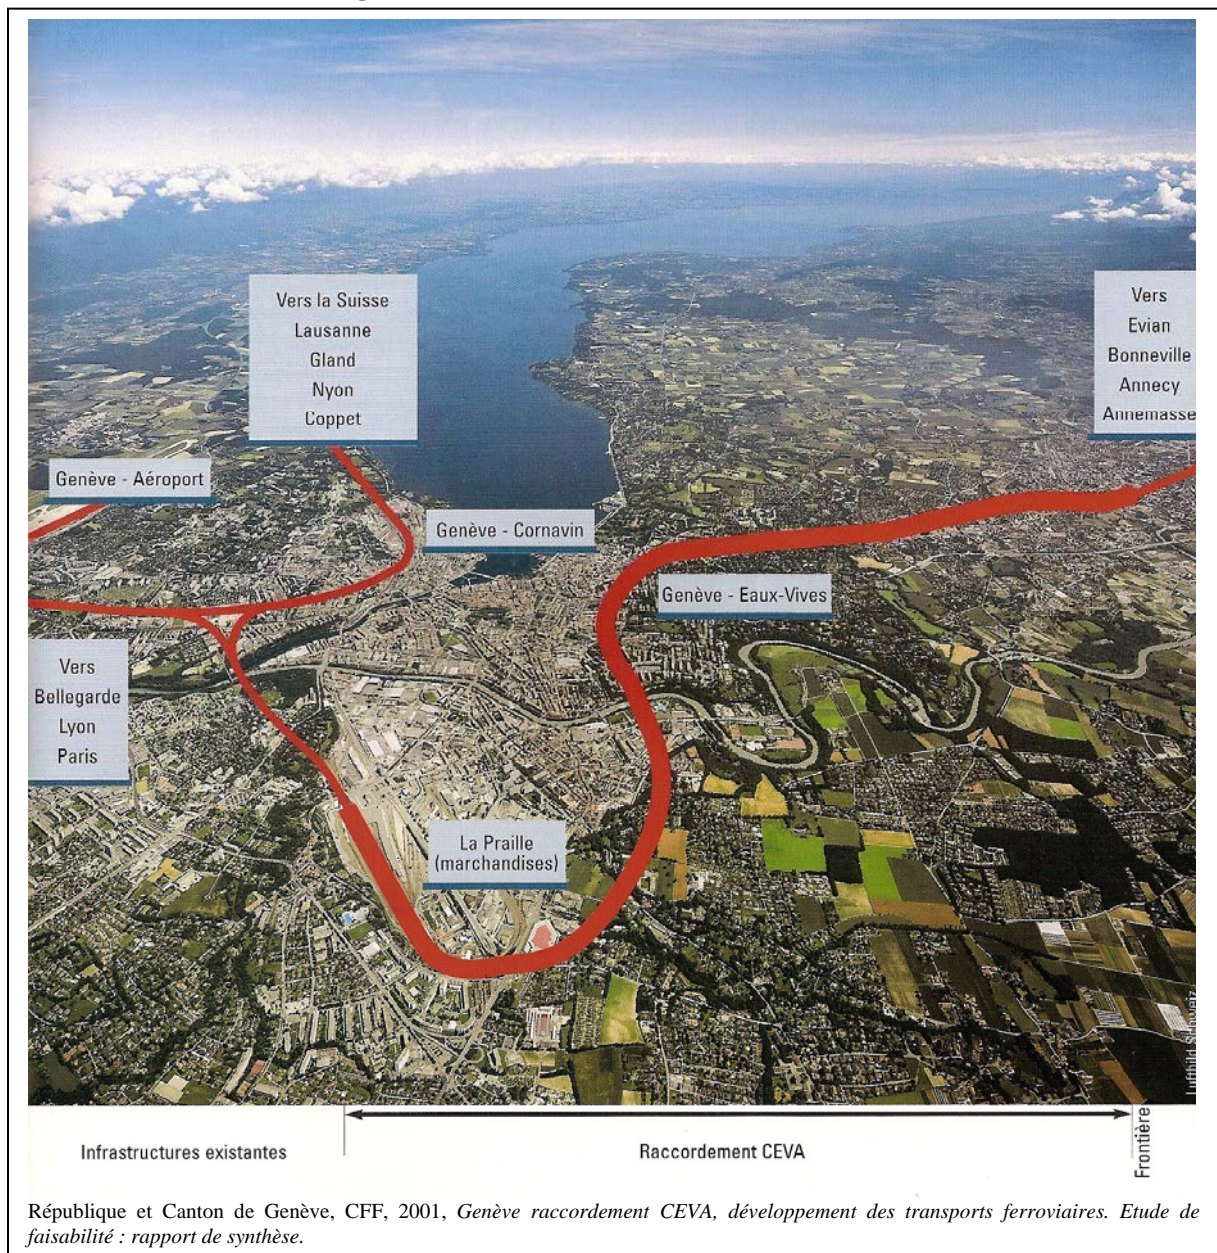 Vers la Suisse
Lausanne
Gland
Nyon
Coppet
Vers
Evian
Bonneville
Annecy
Annemasse
Genève - Aéroport
Genève - Cornavin
Genève - Eaux-Vives
Vers
Bellegarde
Lyon
Paris
La Praille
(marchandises)
Luftbild Schweiz
Infrastructures existantes
Raccordement CEVA
Frontière
République et Canton de Genève, CFF, 2001, Genève raccordement CEVA, développement des transports ferroviaires. Etude de
faisabilité : rapport de synthèse.